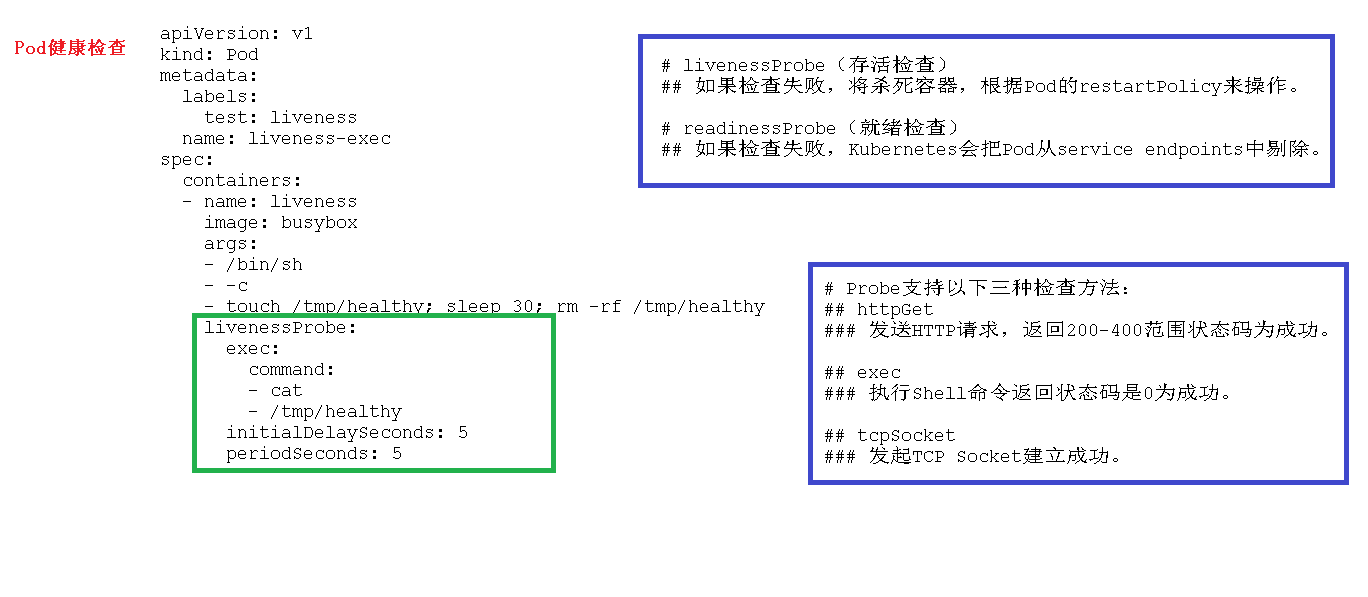 Pod健康检查
apiVersion: v1
kind: Pod
metadata:
  labels:
    test: liveness
  name: liveness-exec
spec:
  containers:
  - name: liveness
    image: busybox
    args:
    - /bin/sh
    - -c
    - touch /tmp/healthy; sleep 30; rm -rf /tmp/healthy
    livenessProbe:
      exec:
        command:
        - cat
        - /tmp/healthy
      initialDelaySeconds: 5
      periodSeconds: 5
# livenessProbe（存活检查）
## 如果检查失败，将杀死容器，根据Pod的restartPolicy来操作。
# readinessProbe（就绪检查）
## 如果检查失败，Kubernetes会把Pod从service endpoints中剔除。
# Probe支持以下三种检查方法：
## httpGet
### 发送HTTP请求，返回200-400范围状态码为成功。
## exec
### 执行Shell命令返回状态码是0为成功。
## tcpSocket
### 发起TCP Socket建立成功。